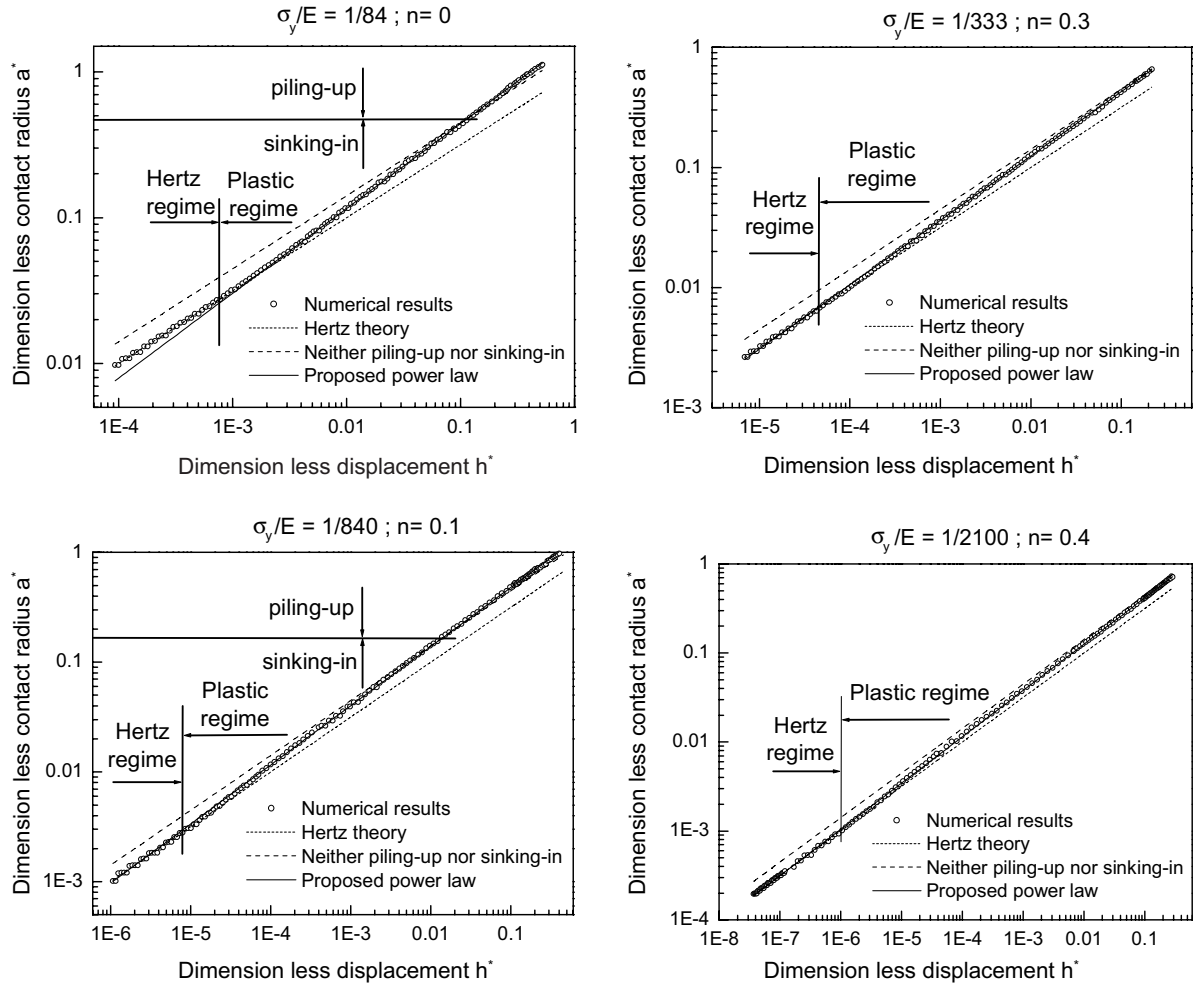 σy/E = 1/84 ; n= 0
Dimension less contact radius a*
1
0.1
0.01
piling-up
sinking-in
Hertz regime
Plastic regime
Numerical results
Hertz theory
Neither piling-up nor sinking-in
Proposed power law
1E-4 1E-3 0.01 0.1 1
Dimension less displacement h*
σy/E = 1/333 ; n= 0.3
Dimension less contact radius a*
1
0.1
0.01
1E-3
Plastic regime
Hertz regime
Numerical results
Hertz theory
Neither piling-up nor sinking-in
Proposed power law
1E-5 1E-4 1E-3 0.01 0.1
Dimension less displacement h*
σy/E = 1/840 ; n= 0.1
Dimension less contact radius a*
1
0.1
0.01
1E-3
piling-up
sinking-in
Plastic regime
Hertz regime
Numerical results
Hertz theory
Neither piling-up nor sinking-in
Proposed power law
1E-6 1E-5 1E-4 1E-3 0.01 0.1
Dimension less displacement h*
σy/E = 1/2100 ; n= 0.4
Dimension less contact radius a*
1
0.1
0.01
1E-3
1E-4
Plastic regime
Hertz regime
Numerical results
Hertz theory
Neither piling-up nor sinking-in
Proposed power law
1E-8 1E-7 1E-6 1E-5 1E-4 1E-3 0.01 0.1
Dimension less displacement h*